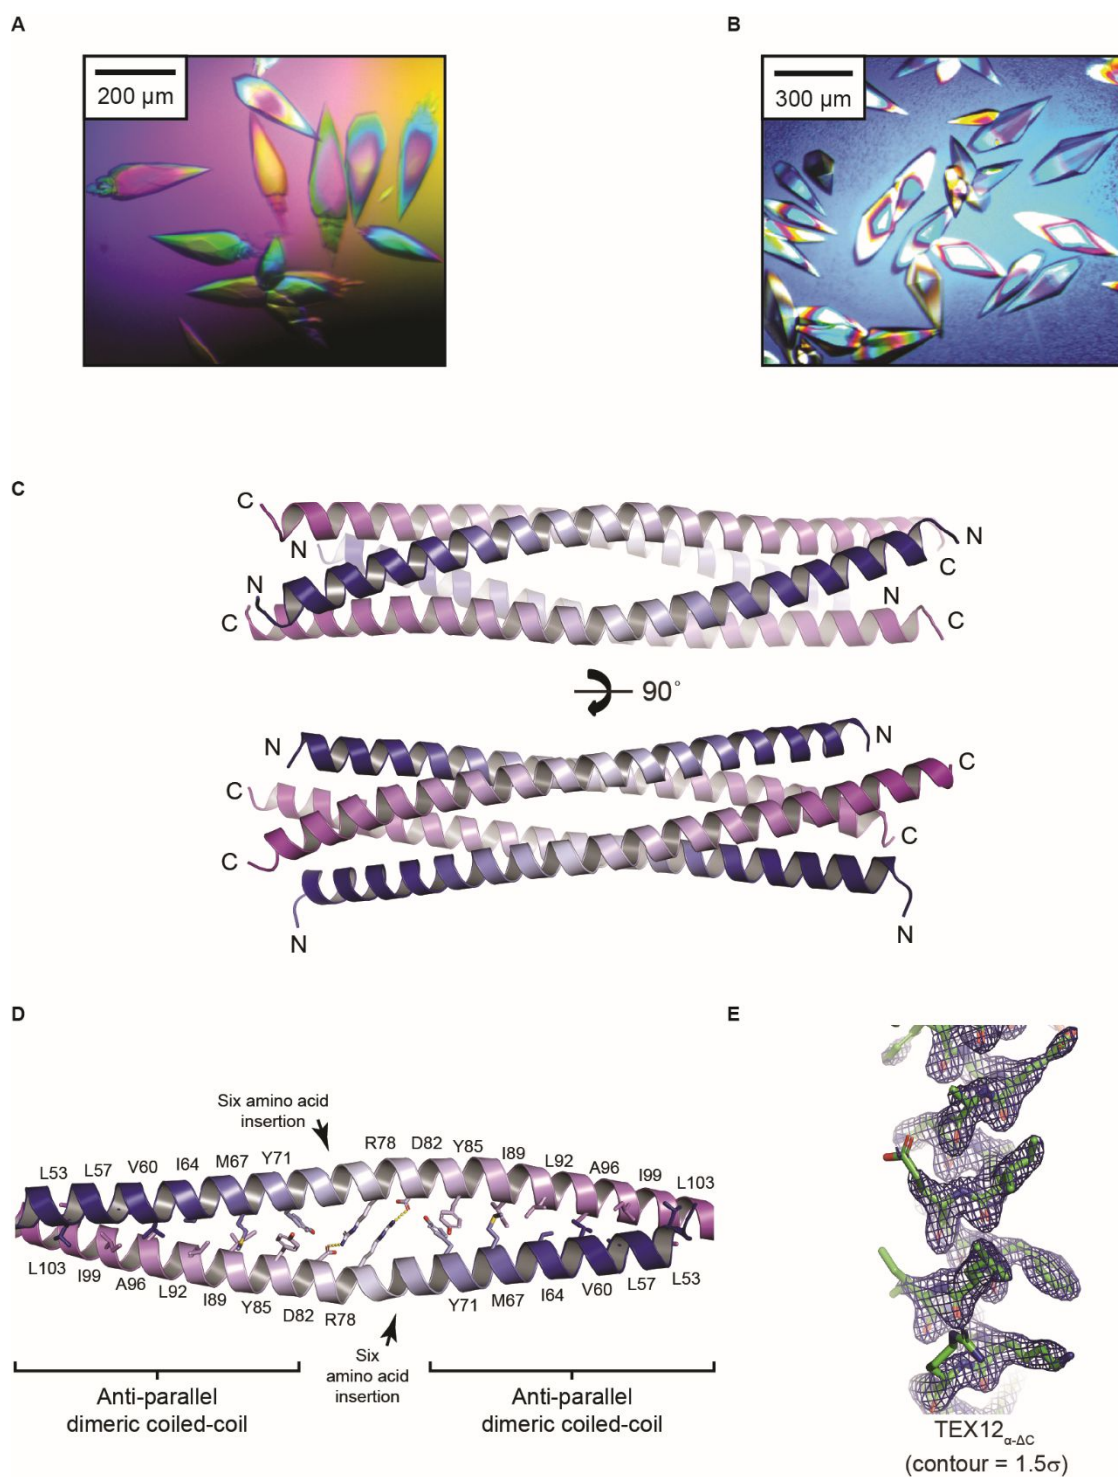 A
B
200 µm
300 µm
C
C
N
N
N
C
N
C
C
90°
N
N
C
C
C
C
N
N
D
E
Six amino acid
insertion
R78 D82 Y85 I89 L92 A96 I99 L103
L53 L57 V60 I64 M67 Y71
L103 I99 A96 L92 I89 Y85 D82 R78
Y71 M67 I64 V60 L57 L53
Six
amino acid
insertion
Anti-parallel
dimeric coiled-coil
Anti-parallel
dimeric coiled-coil
TEX12α-ΔC
(contour = 1.5σ)